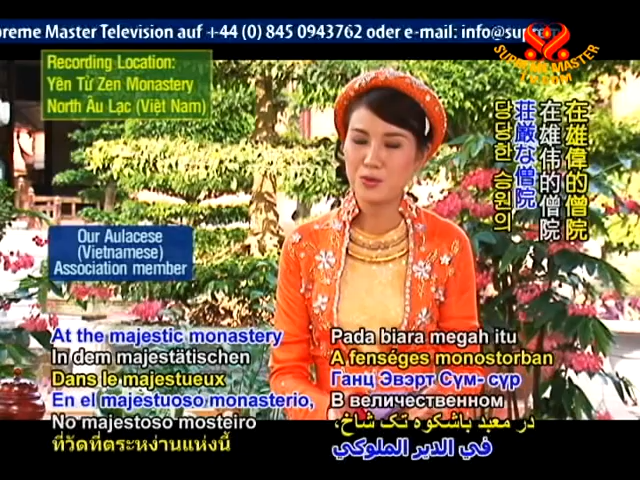 preme Master Television auf +44 (0) 845 0943762 oder e-mail: info@supre
SUPREME MASTER
TV.COM
Recording Location:
Yên Tử Zen Monastery
North Âu Lạc (Việt Nam)
在雄偉的僧院
在雄伟的僧院
荘厳な僧院
당당한 승원의
Our Aulacese
(Vietnamese)
Association member
At the majestic monastery
In dem majestätischen
Dans le majestueux
En el majestuoso monasterio,
No majestoso mosteiro
ที่วัดที่ตระหง่านแห่งนี้
Pada biara megah itu
A fenséges monostorban
Ганц Эвэрт Сүм- сүр
В величественном
در معبد باشکوه تک شاخ،
في الدير الملوكي